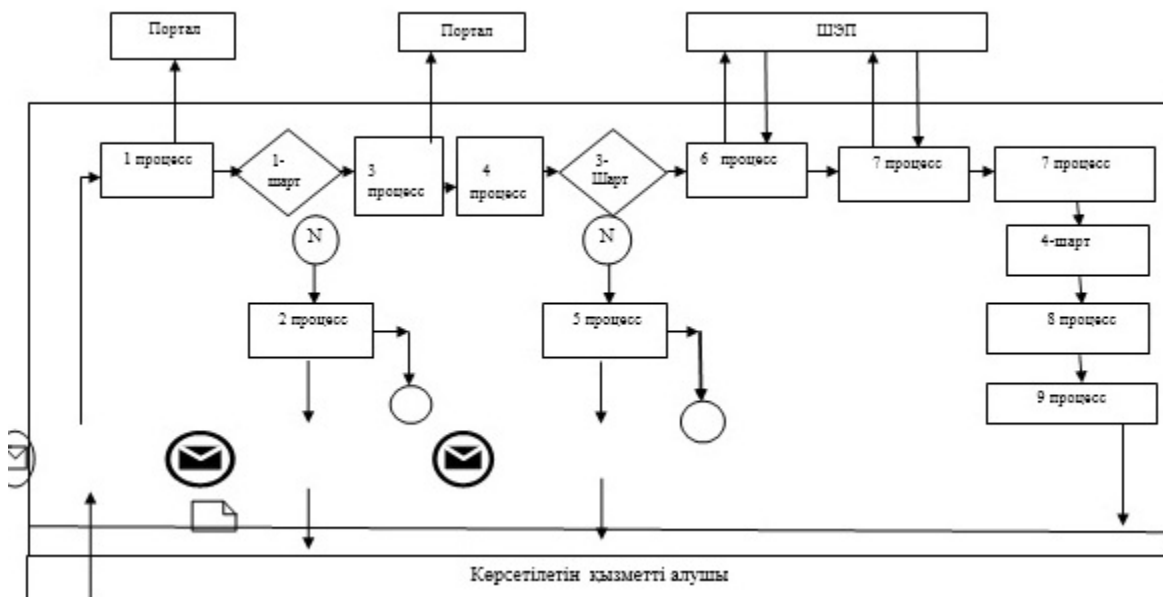 Портал
Портал
ШЭП
1 процесс
1-
шарт
3
процесс
4
процесс
3-
Шарт
6 процесс
7 процесс
7 процесс
N
N
4-шарт
2 процесс
5 процесс
8 процесс
9 процесс
Көрсетілетін қызметті алушы